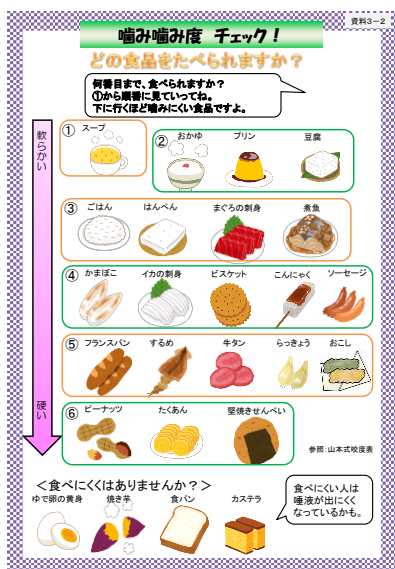 資料3－2
噛み噛み度 チェック！
どの食品をたべられますか？
何番目まで、食べられますか？
①から順番に見ていってね。
下に行くほど噛みにくい食品ですよ。
軟らかい
① スープ
② おかゆ プリン 豆腐
③ ごはん はんぺん まぐろの刺身 煮魚
④ かまぼこ イカの刺身 ビスケット こんにゃく ソーセージ
⑤ フランスパン するめ 牛タン らっきょう おこし
硬い
⑥ ピーナッツ たくあん 堅焼きせんべい
参照：山本式咬度表
＜食べにくくはありませんか？＞
ゆで卵の黄身 焼き芋 食パン カステラ
食べにくい人は
唾液が出にくく
なっているかも。